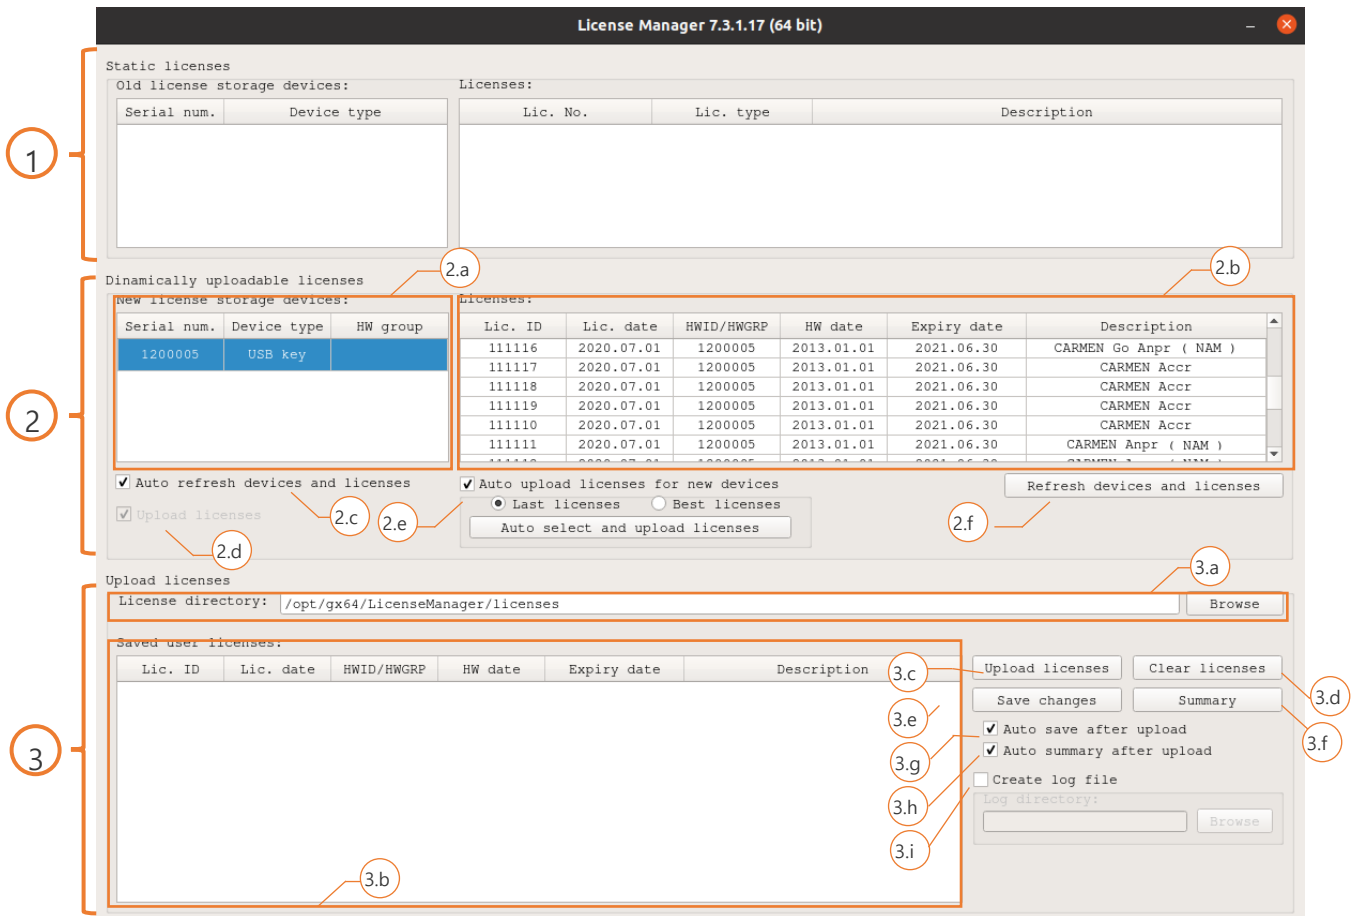 License Manager 7.3.1.17 (64 bit)
Static licenses
Old license storage devices:
Licenses:
Serial num. Device type
Lic. No. Lic. type Description
1
2.a
2.b
Dinamically uploadable licenses
New license storage devices:
Licenses:
Serial num. Device type HW group
Lic. ID Lic. date HWID/HWGRP HW date Expiry date Description
1200005 USB key
111116 2020.07.01 1200005 2013.01.01 2021.06.30 CARMEN Go Anpr ( NAM )
111117 2020.07.01 1200005 2013.01.01 2021.06.30 CARMEN Accr
111118 2020.07.01 1200005 2013.01.01 2021.06.30 CARMEN Accr
111119 2020.07.01 1200005 2013.01.01 2021.06.30 CARMEN Accr
111110 2020.07.01 1200005 2013.01.01 2021.06.30 CARMEN Accr
111111 2020.07.01 1200005 2013.01.01 2021.06.30 CARMEN Anpr ( NAM )
2
Auto refresh devices and licenses
Auto upload licenses for new devices
Refresh devices and licenses
Last licenses Best licenses
Upload licenses
2.c
2.e
2.f
Auto select and upload licenses
2.d
3.a
Upload licenses
License directory: /opt/gx64/LicenseManager/licenses Browse
Saved user licenses:
Lic. ID Lic. date HWID/HWGRP HW date Expiry date Description
3.c
Upload licenses Clear licenses
3.d
Save changes Summary
3.e
Auto save after upload
3.f
Auto summary after upload
3.g
3
Create log file
Log directory:
3.h
Browse
3.i
3.b